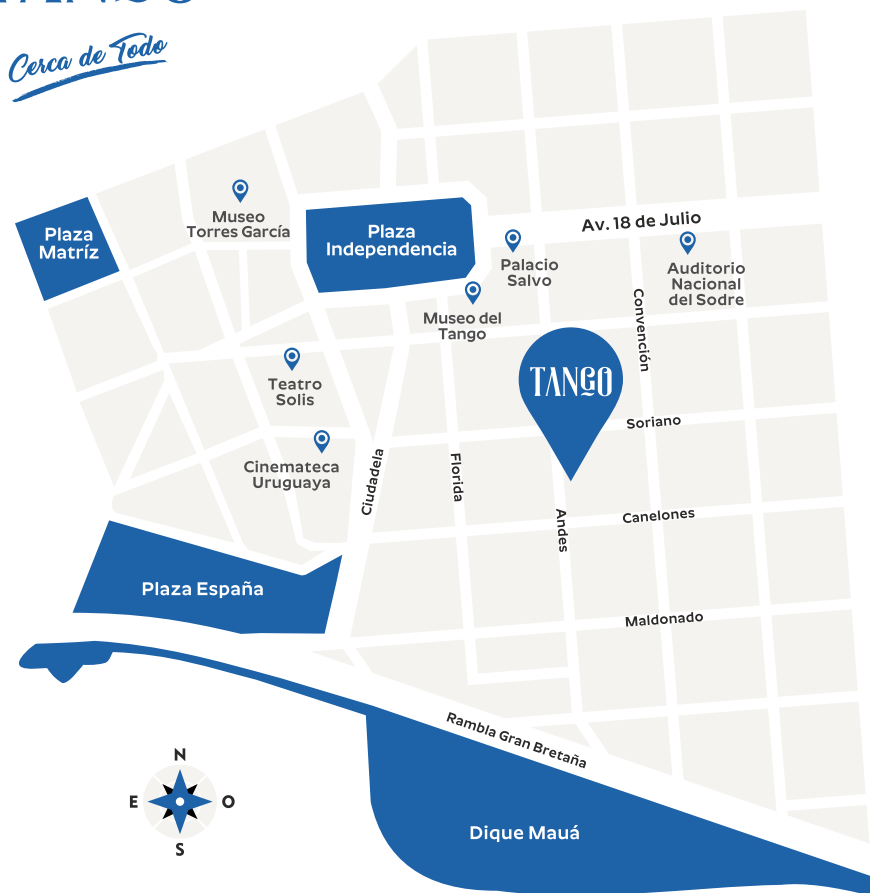 Cerca de Todo
Plaza
Matríz
Museo
Torres García
Plaza
Independencia
Av. 18 de Julio
Palacio
Salvo
Auditorio
Nacional
del Sodre
Museo del
Tango
Convención
Teatro
Solis
TANGO
Soriano
Cinemateca
Uruguaya
Ciudadela
Florida
Andes
Canelones
Plaza España
Maldonado
Rambla Gran Bretaña
N
E
O
S
Dique Mauá